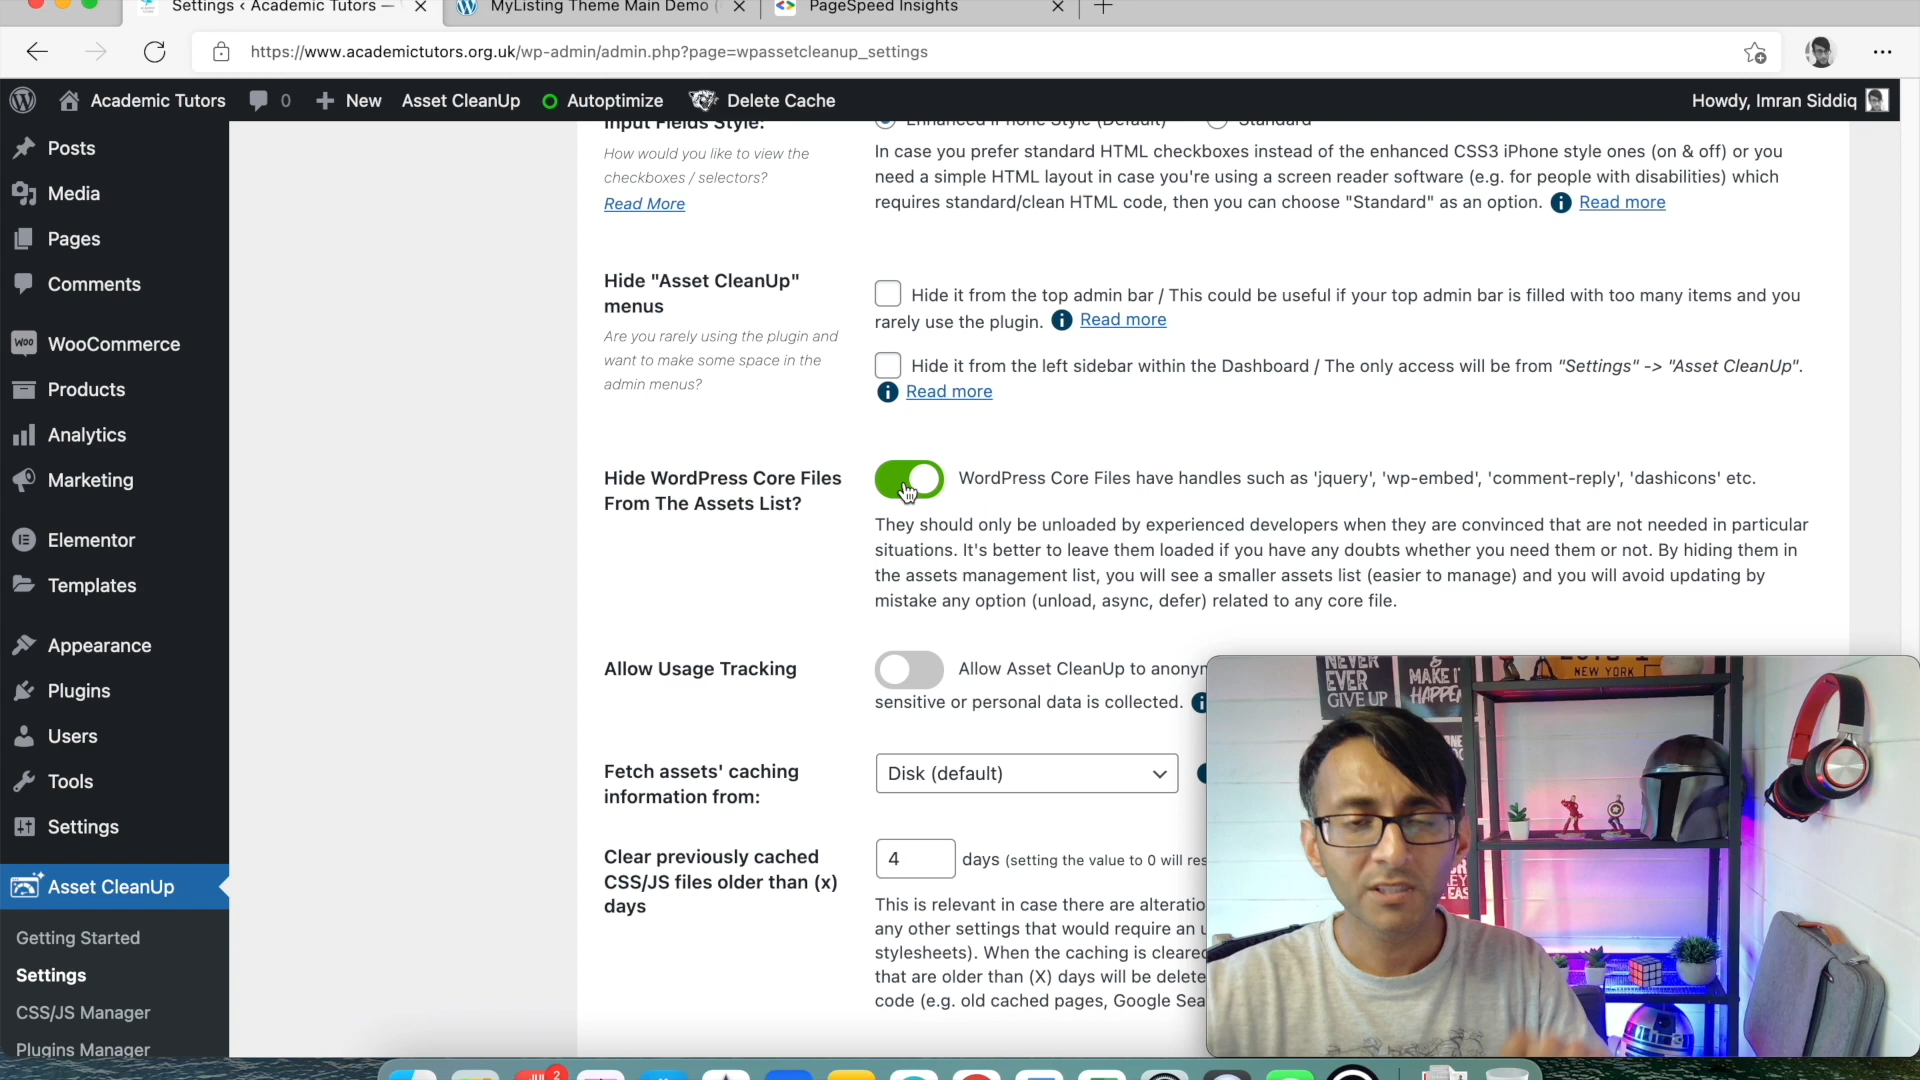 Settings < Academic Tutors —
MyListing Theme Main Demo (
PageSpeed Insights
https://www.academictutors.org.uk/wp-admin/admin.php?page=wpassetcleanup_settings
Academic Tutors
0
New
Asset CleanUp
Autoptimize
Delete Cache
Howdy, Imran Siddiq
Posts
Media
Pages
Comments
WooCommerce
Products
Analytics
Marketing
Elementor
Templates
Appearance
Plugins
Users
Tools
Settings
Asset CleanUp
Getting Started
Settings
CSS/JS Manager
Plugins Manager
Input Fields Style:
How would you like to view the
checkboxes / selectors?
Read More
Enhanced iPhone Style (Default)
Standard
In case you prefer standard HTML checkboxes instead of the enhanced CSS3 iPhone style ones (on & off) or you
need a simple HTML layout in case you're using a screen reader software (e.g. for people with disabilities) which
requires standard/clean HTML code, then you can choose "Standard" as an option. Read more
Hide "Asset CleanUp"
menus
Are you rarely using the plugin and
want to make some space in the
admin menus?
Hide it from the top admin bar / This could be useful if your top admin bar is filled with too many items and you
rarely use the plugin. Read more
Hide it from the left sidebar within the Dashboard / The only access will be from "Settings" -> "Asset CleanUp".
Read more
Hide WordPress Core Files
From The Assets List?
WordPress Core Files have handles such as 'jquery', 'wp-embed', 'comment-reply', 'dashicons' etc.
They should only be unloaded by experienced developers when they are convinced that are not needed in particular
situations. It's better to leave them loaded if you have any doubts whether you need them or not. By hiding them in
the assets management list, you will see a smaller assets list (easier to manage) and you will avoid updating by
mistake any option (unload, async, defer) related to any core file.
Allow Usage Tracking
Allow Asset CleanUp to anonyn
sensitive or personal data is collected.
Fetch assets' caching
information from:
Disk (default)
Clear previously cached
CSS/JS files older than (x)
days
4
days (setting the value to 0 will res
This is relevant in case there are alteratio
any other settings that would require an u
stylesheets). When the caching is cleared
that are older than (X) days will be delete
code (e.g. old cached pages, Google Sea
NEVER
EVER
GIVE UP
MAKE IT
HAPPEN
NEW YORK
2